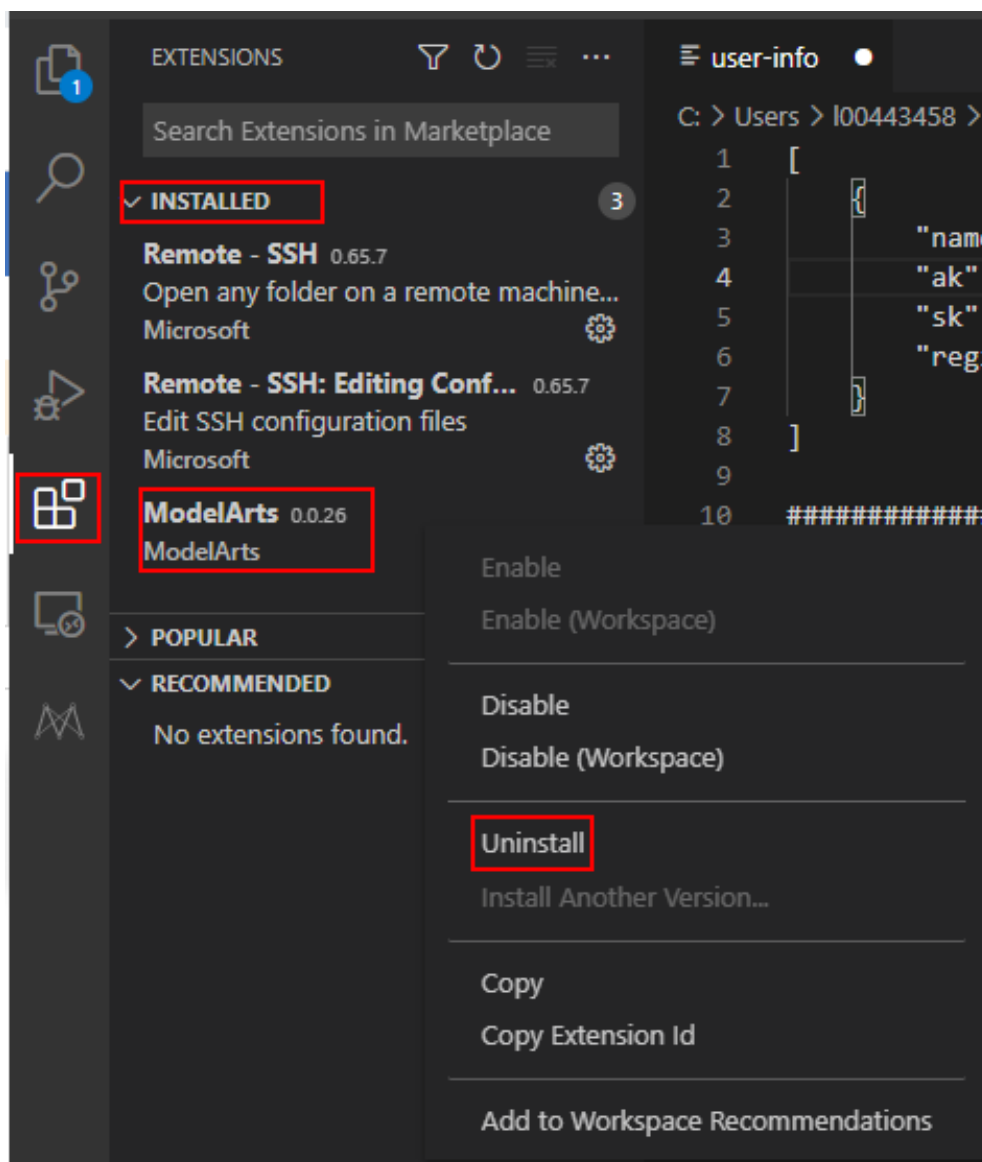 1
EXTENSIONS
Search Extensions in Marketplace
INSTALLED
3
Remote - SSH 0.65.7
Open any folder on a remote machine...
Microsoft
Remote - SSH: Editing Conf... 0.65.7
Edit SSH configuration files
Microsoft
ModelArts 0.0.26
ModelArts
POPULAR
RECOMMENDED
No extensions found.
user-info
C: > Users > l00443458 >
1 [
2 {
3 "name
4 "ak"
5 "sk"
6 "reg
7 }
8 ]
9
10 #############
Enable
Enable (Workspace)
Disable
Disable (Workspace)
Uninstall
Install Another Version...
Copy
Copy Extension Id
Add to Workspace Recommendations